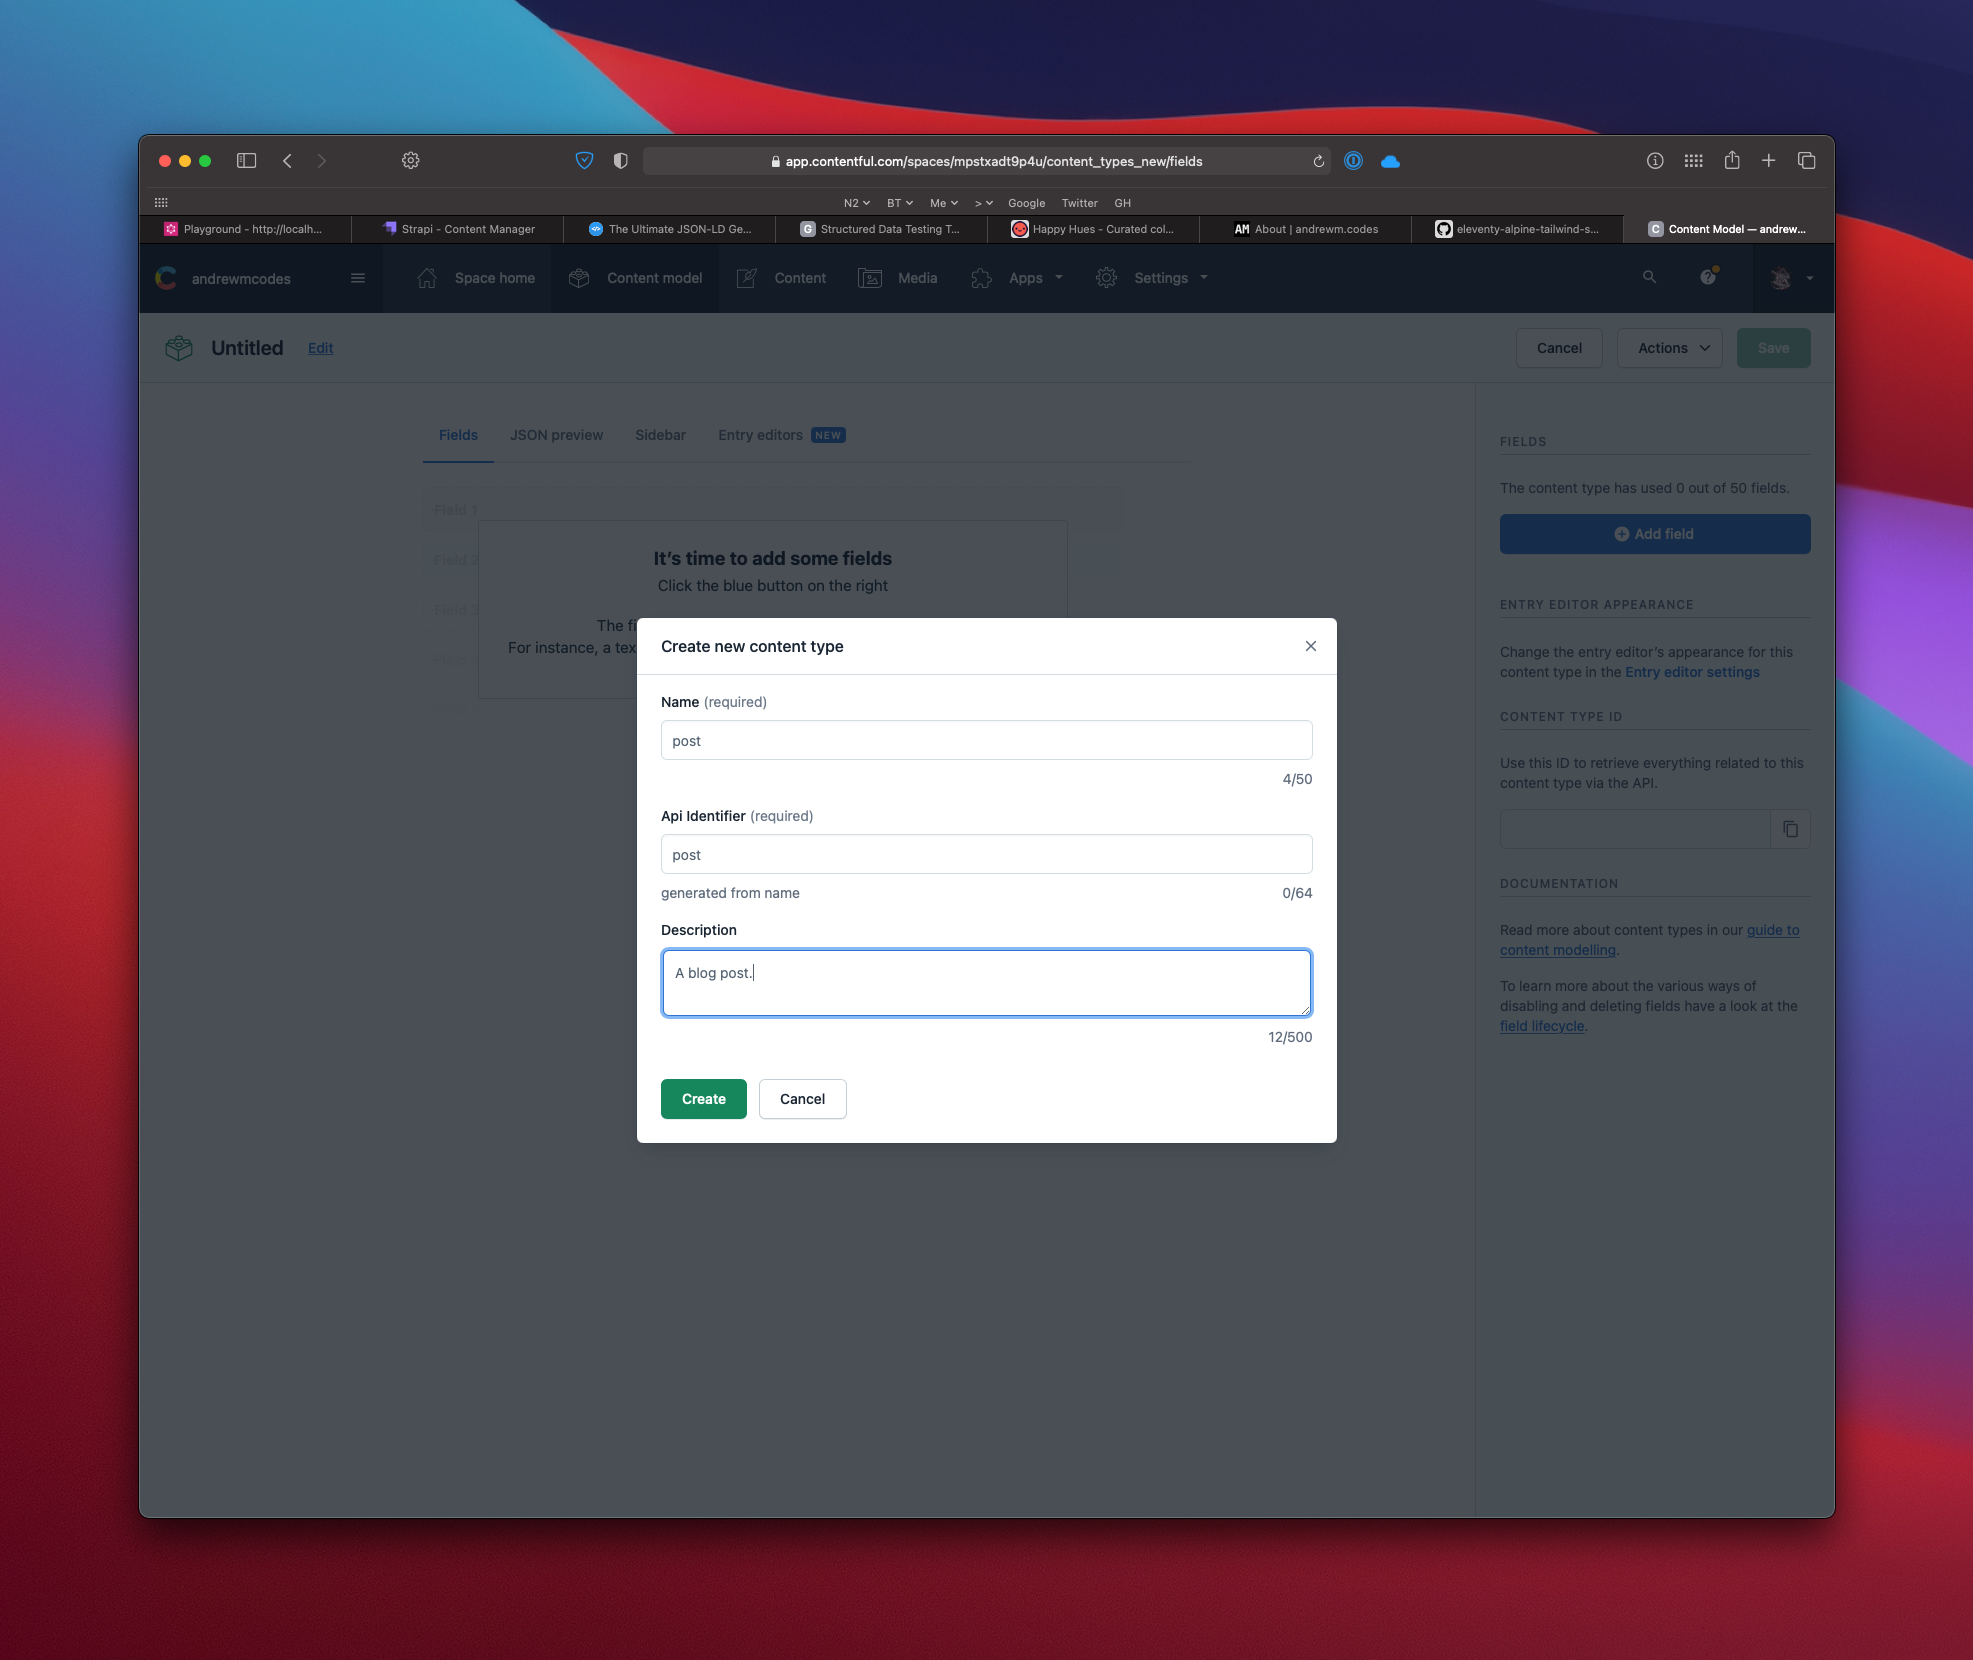 app.contentful.com/spaces/mpstxadt9p4u/content_types_new/fields
N2 BT Me > Google Twitter GH
Playground - http://localh... Strapi - Content Manager The Ultimate JSON-LD Ge... G Structured Data Testing T... Happy Hues - Curated col... AM About | andrewm.codes eleventy-alpine-tailwind-s... C Content Model — andrew...
andrewmcodes Space home Content model Content Media Apps Settings ?
Untitled Edit Cancel Actions Save
Fields JSON preview Sidebar Entry editors NEW
FIELDS
The content type has used 0 out of 50 fields.
Add field
Field 1
Field 2
Field 3
It’s time to add some fields
Click the blue button on the right
The fi
For instance, a tex
ENTRY EDITOR APPEARANCE
Change the entry editor’s appearance for this
content type in the Entry editor settings
CONTENT TYPE ID
Use this ID to retrieve everything related to this
content type via the API.
DOCUMENTATION
Read more about content types in our guide to
content modelling.
To learn more about the various ways of
disabling and deleting fields have a look at the
field lifecycle.
Create new content type
Name (required)
post
4/50
Api Identifier (required)
post
generated from name 0/64
Description
A blog post.
12/500
Create Cancel